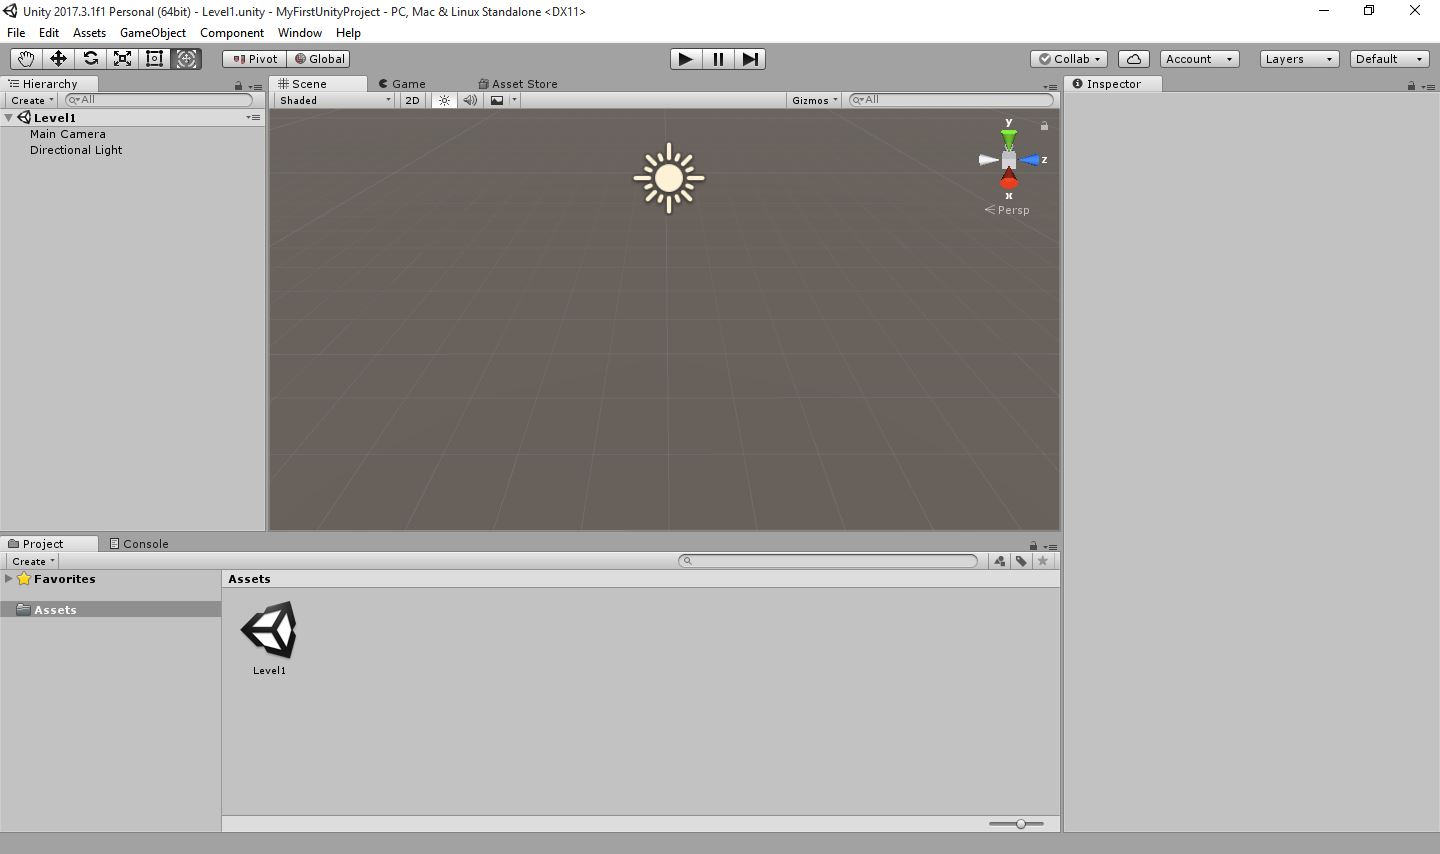 Unity 2017.3.1f1 Personal (64bit) - Level1.unity - MyFirstUnityProject - PC, Mac & Linux Standalone <DX11>
File Edit Assets GameObject Component Window Help
Pivot Global Collab Account Layers Default
Hierarchy Scene Game Asset Store Inspector
Create All Shaded 2D Gizmos All
Level1
Main Camera
Directional Light
y
z
x
Persp
Project Console
Create
Favorites Assets
Assets
Level1